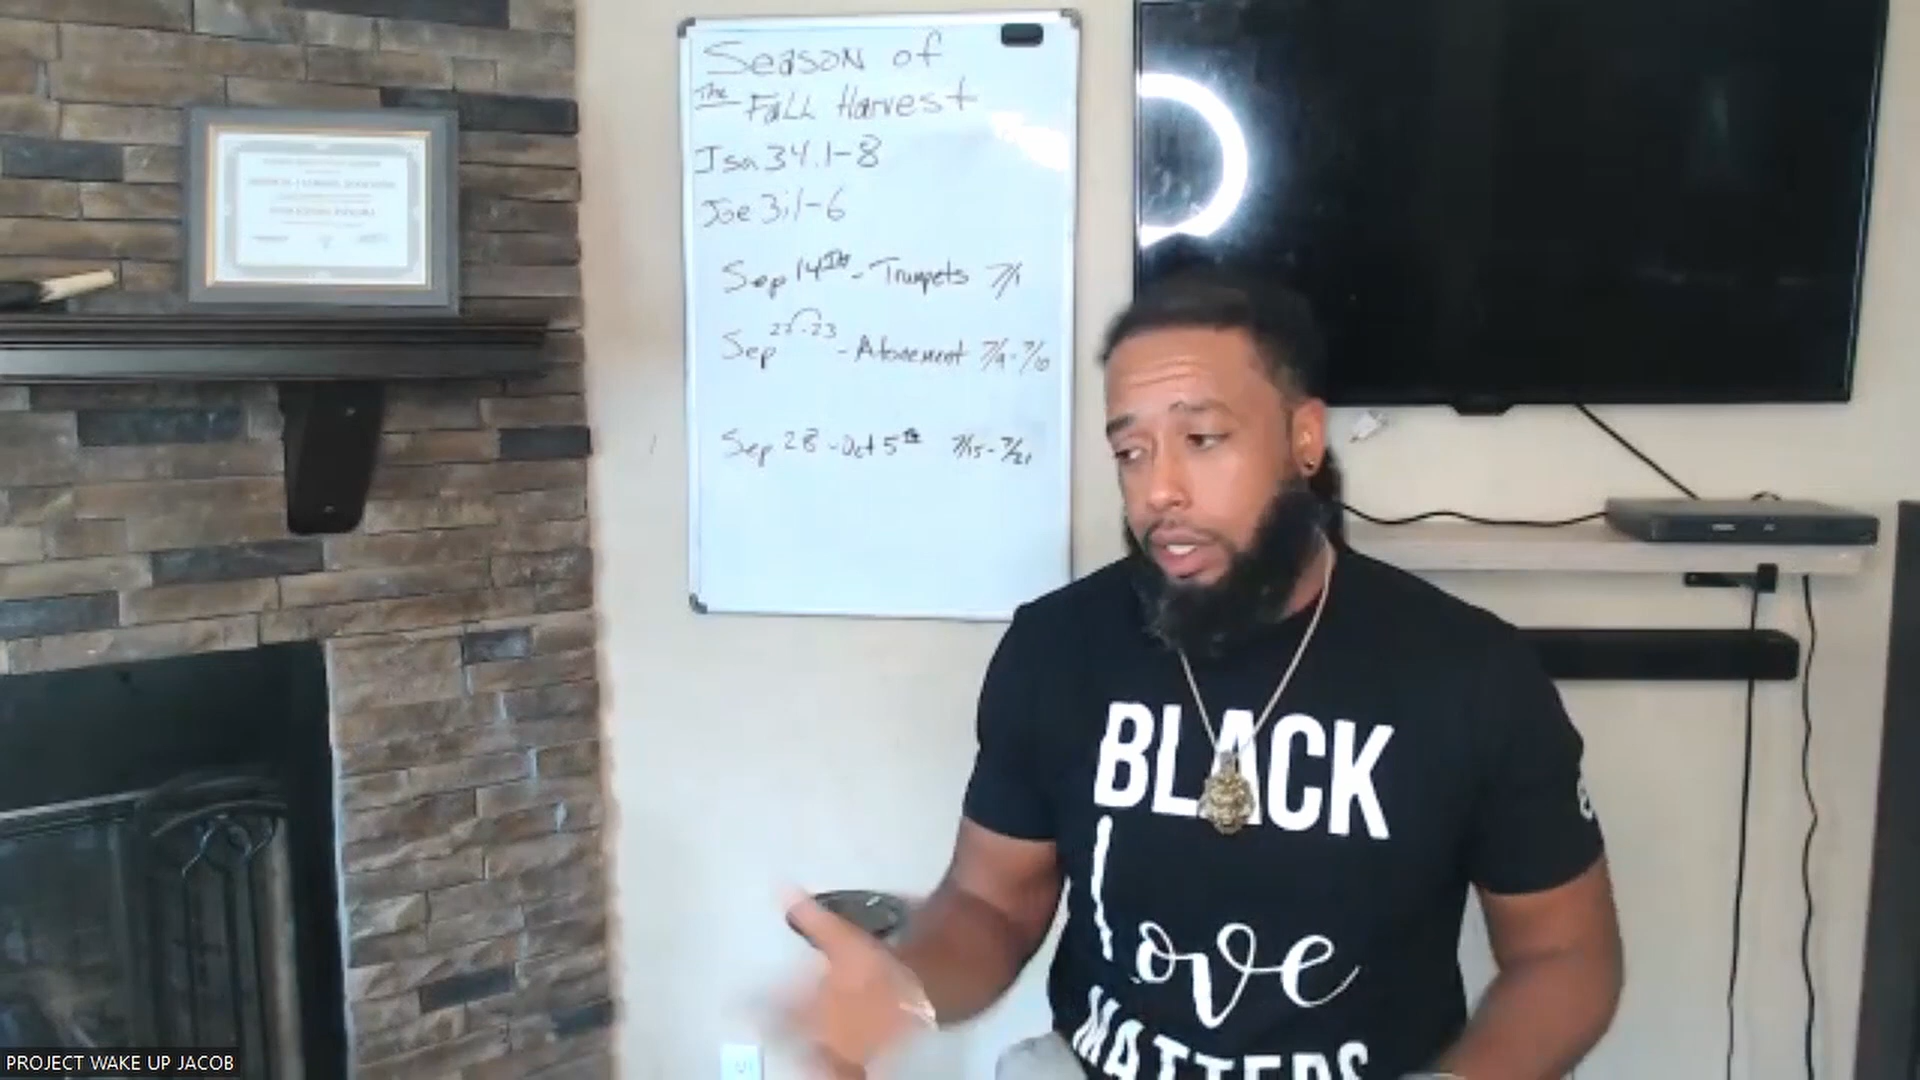 Season of
The Fall Harvest
Isa 34.1-8
Joe 3:1-6
Sep 14th - Trumpets 7/1
Sep 22-23 - Atonement 7/9-7/10
Sep 28 - Oct 5th 7/15-7/21
BLACK
Love
MATTERS
PROJECT WAKE UP JACOB